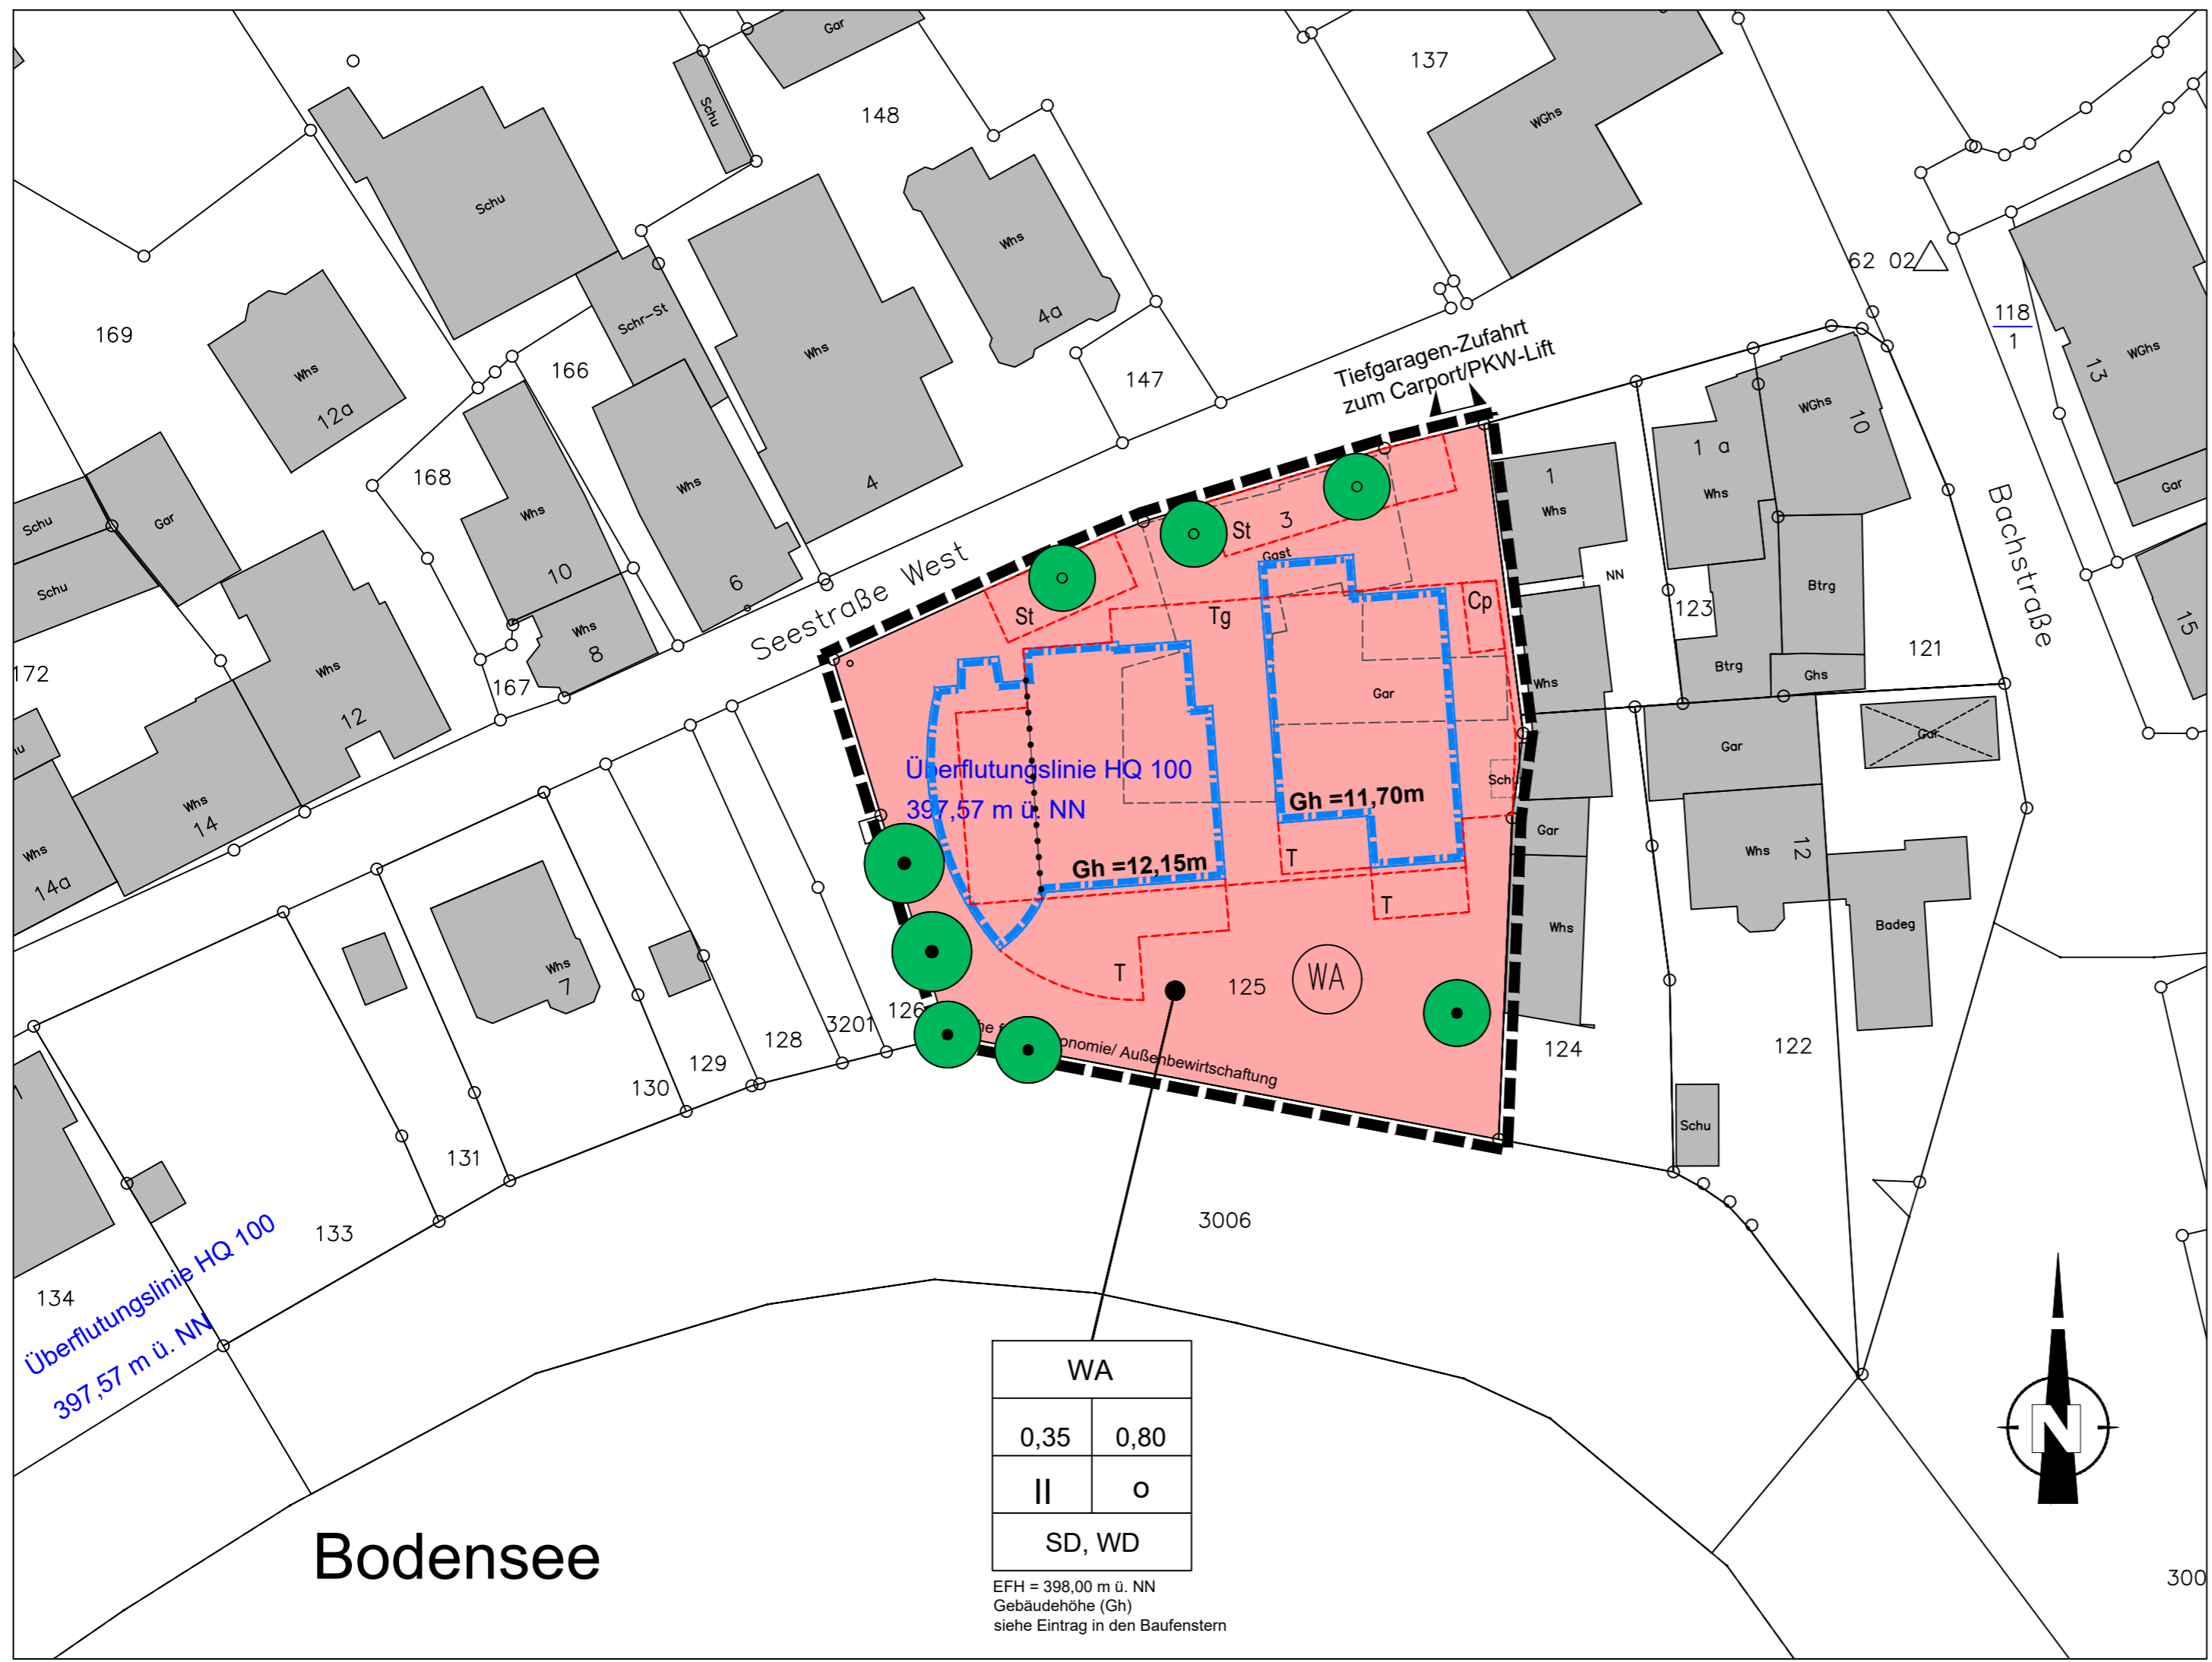 Gar
137
148
Schu
WGhs
Schu
Whs
62 02
118
1
169
4a
Schr-St
Whs
WGhs
13
Tiefgaragen-Zufahrt
zum Carport/PKW-Lift
Whs
12a
166
147
WGhs
10
168
1 a
4
1
Whs
Whs
Whs
Whs
Gar
Schu
Gar
Bachstraße
3
St
Gast
10
6
Seestraße West
NN
Btrg
Schu
Cp
123
St
Tg
15
Whs
8
121
Btrg
Ghs
172
Whs
167
Whs
12
Gar
Gar
Gar
Überflutungslinie HQ 100
397,57 m ü. NN
Sch
Gh =11,70m
Whs
14
Gar
Whs
12
Whs
14a
Gh =12,15m
T
T
Whs
Badeg
Whs
7
T
125
WA
126
3201
128
129
130
onomie/ Außenbewirtschaftung
124
122
Schu
131
133
3006
134
Überflutungslinie HQ 100
397,57 m ü. NN
WA
0,35 0,80
II o
SD, WD
EFH = 398,00 m ü. NN
Gebäudehöhe (Gh)
siehe Eintrag in den Baufenstern
N
Bodensee
300